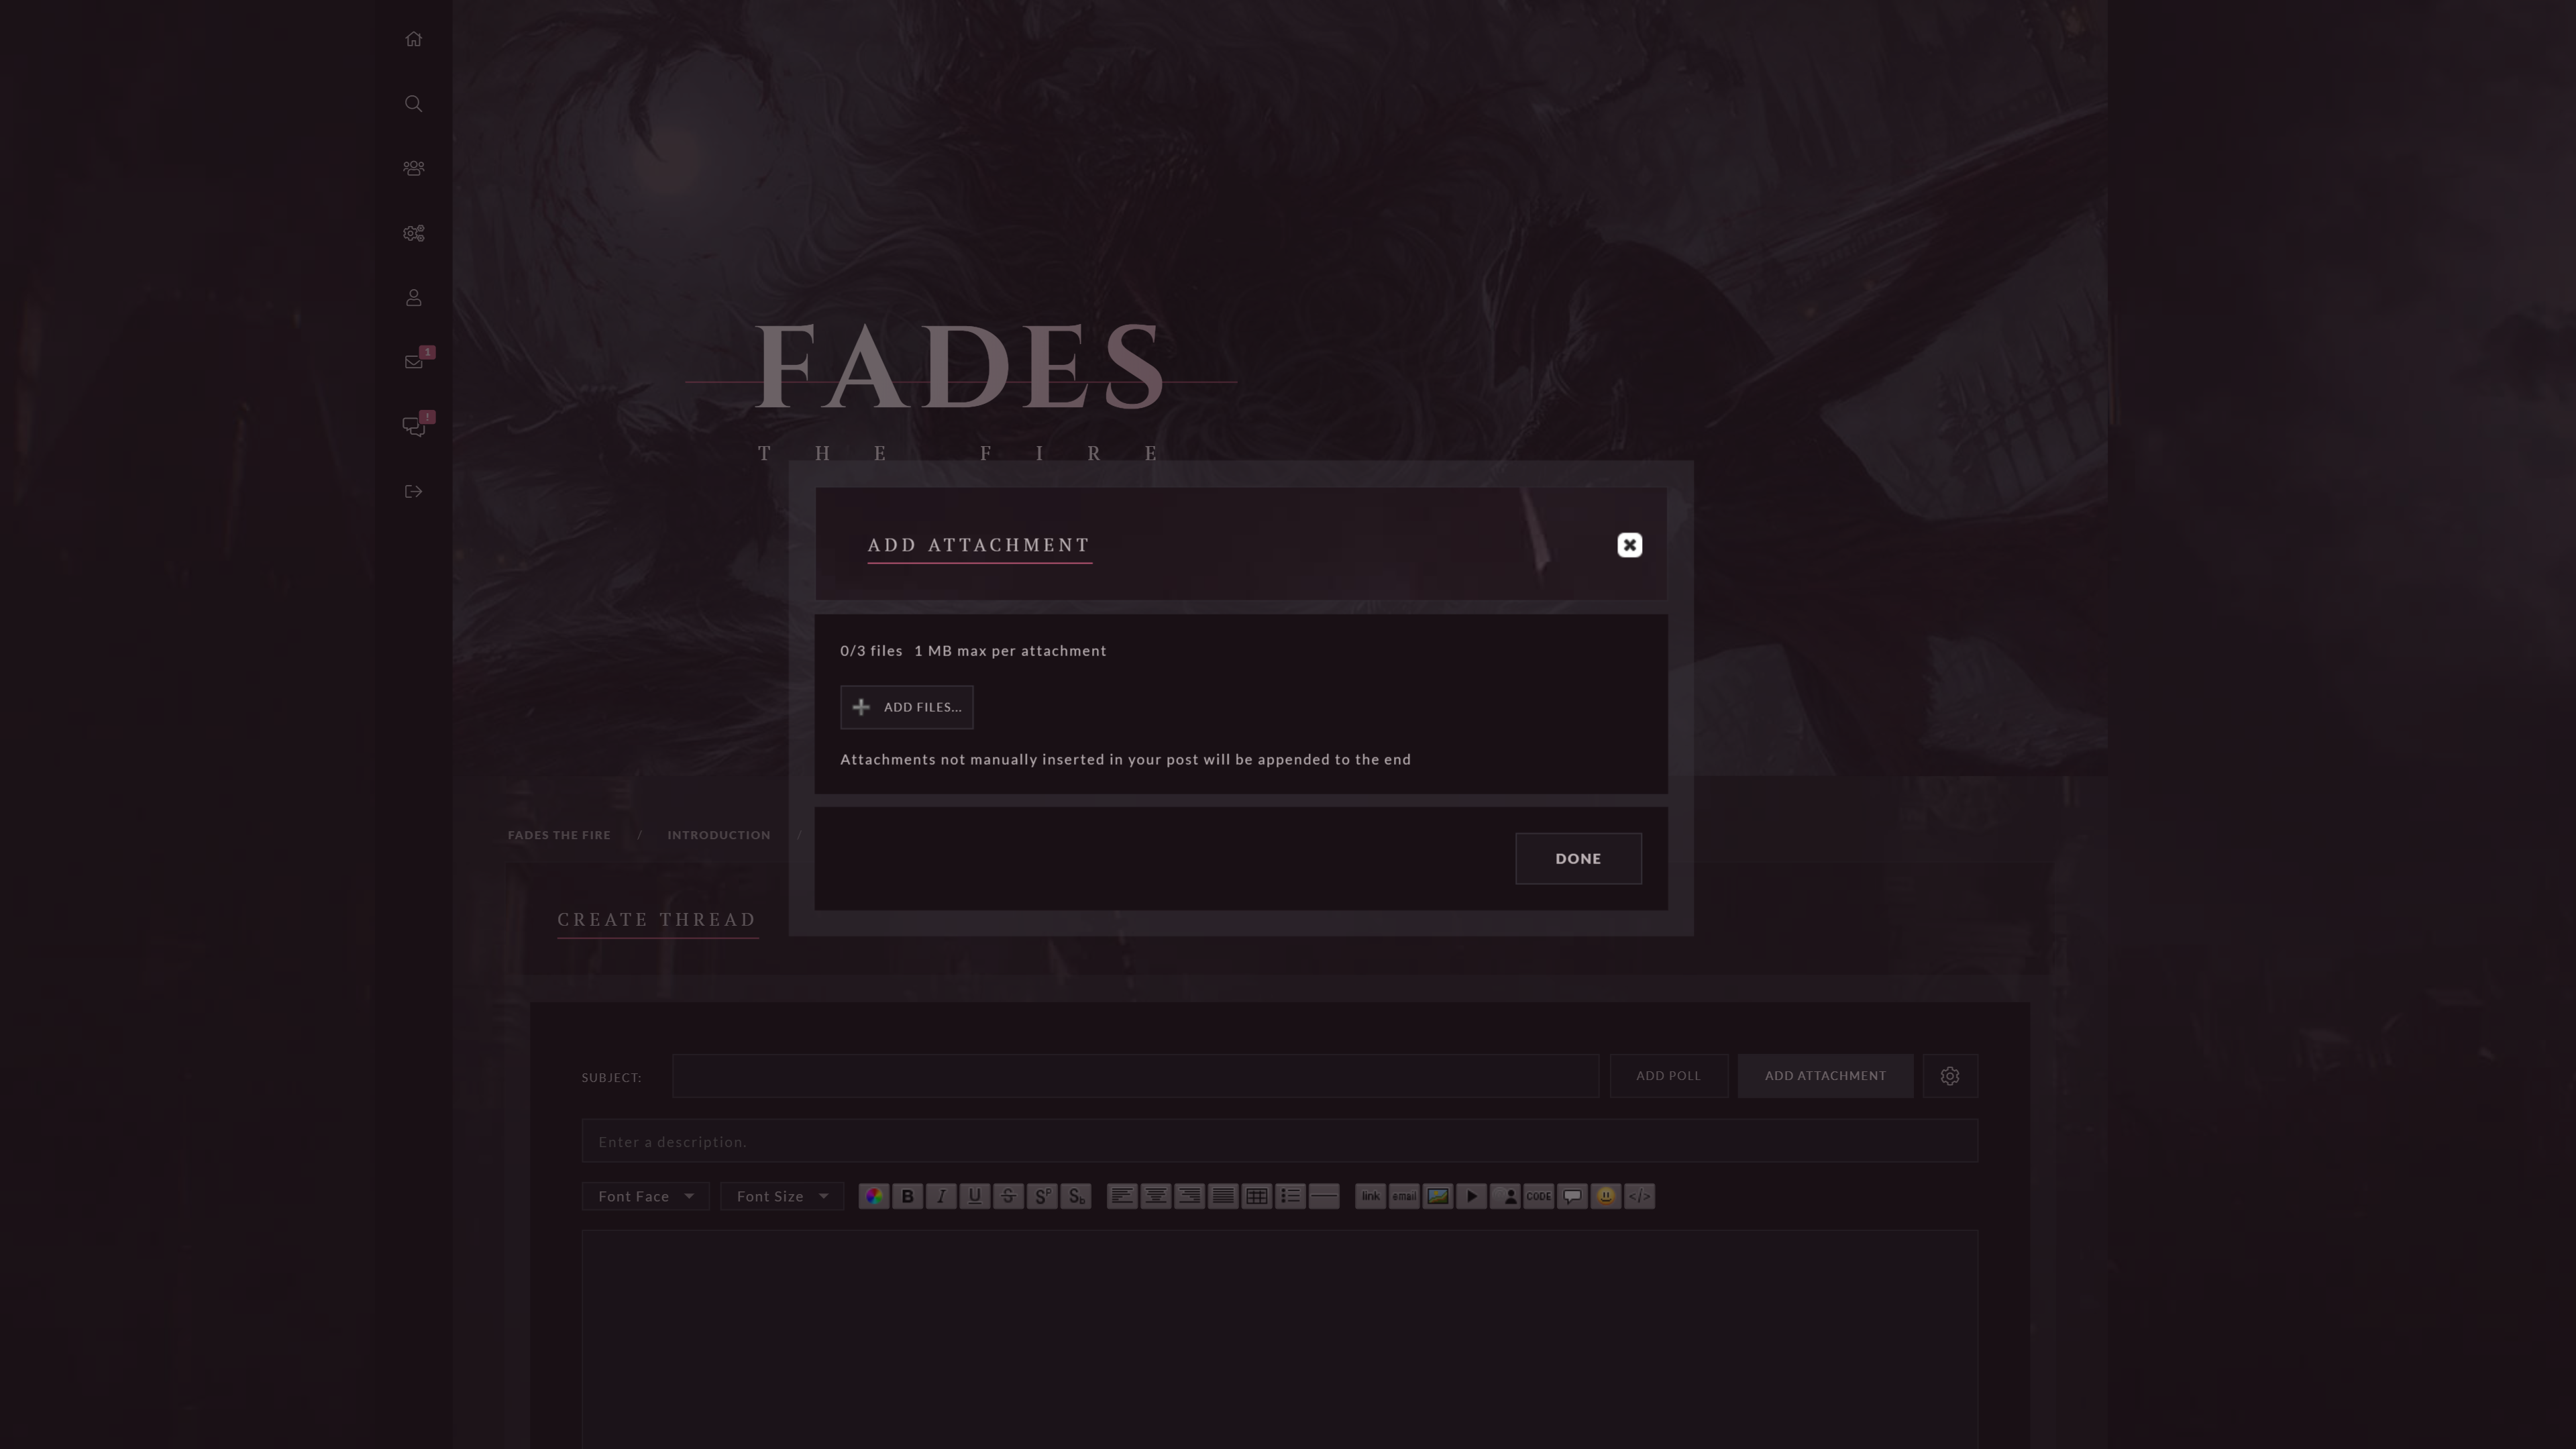 1
!
FADES
THE FIRE
ADD ATTACHMENT
0/3 files 1 MB max per attachment
ADD FILES...
Attachments not manually inserted in your post will be appended to the end
DONE
FADES THE FIRE / INTRODUCTION /
CREATE THREAD
SUBJECT:
ADD POLL
ADD ATTACHMENT
Enter a description.
Font Face Font Size B I U S Sᵖ S_b link email CODE </>